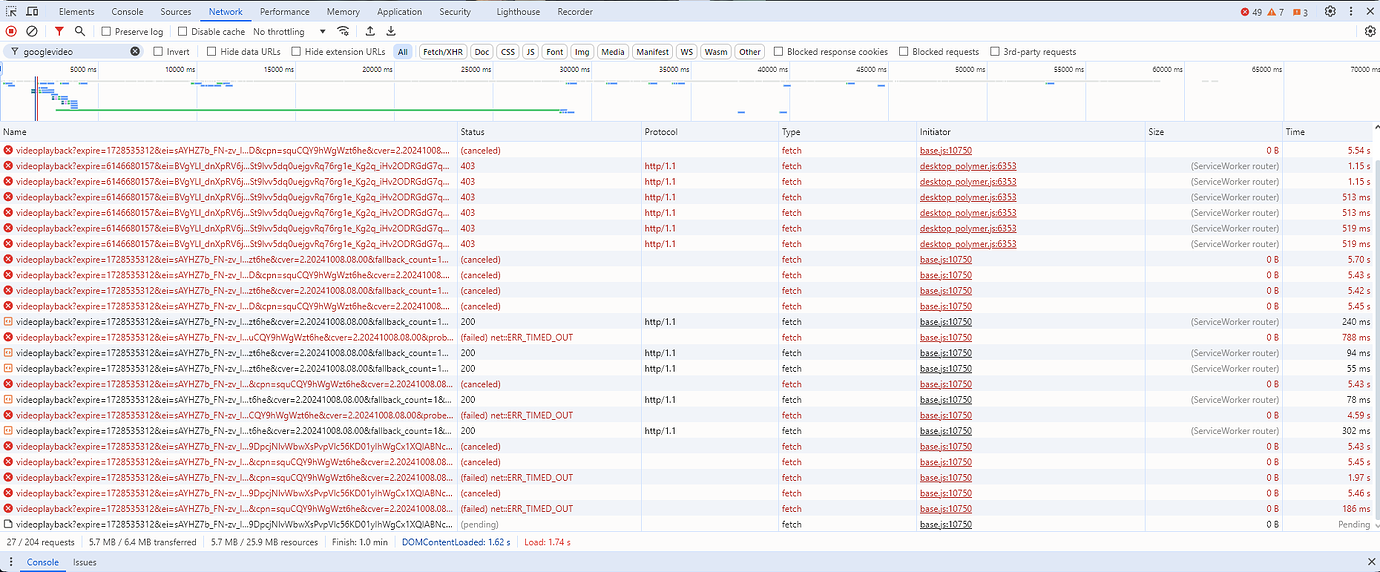 Elements Console Sources Network Performance Memory Application Security Lighthouse Recorder 49 7 3
Preserve log Disable cache No throttling
googlevideo Invert Hide data URLs Hide extension URLs All Fetch/XHR Doc CSS JS Font Img Media Manifest WS Wasm Other Blocked response cookies Blocked requests 3rd-party requests
5000 ms 10000 ms 15000 ms 20000 ms 25000 ms 30000 ms 35000 ms 40000 ms 45000 ms 50000 ms 55000 ms 60000 ms 65000 ms 70000 ms
Name Status Protocol Type Initiator Size Time
videoplayback?expire=1728535312&ei=sAYHZ7b_FN-zv_I...D&cpn=squCQY9hWgWzt6he&cver=2.20241008.... (canceled) fetch base.js:10750 0 B 5.54 s
videoplayback?expire=6146680157&ei=BVgYLI_dnXpRV6j...St9lvv5dq0uejgvRq76rg1e_Kg2q_iHv2ODRGdG7q... 403 http/1.1 fetch desktop_polymer.js:6353 (ServiceWorker router) 1.15 s
videoplayback?expire=6146680157&ei=BVgYLI_dnXpRV6j...St9lvv5dq0uejgvRq76rg1e_Kg2q_iHv2ODRGdG7q... 403 http/1.1 fetch desktop_polymer.js:6353 (ServiceWorker router) 1.15 s
videoplayback?expire=6146680157&ei=BVgYLI_dnXpRV6j...St9lvv5dq0uejgvRq76rg1e_Kg2q_iHv2ODRGdG7q... 403 http/1.1 fetch desktop_polymer.js:6353 (ServiceWorker router) 513 ms
videoplayback?expire=6146680157&ei=BVgYLI_dnXpRV6j...St9lvv5dq0uejgvRq76rg1e_Kg2q_iHv2ODRGdG7q... 403 http/1.1 fetch desktop_polymer.js:6353 (ServiceWorker router) 513 ms
videoplayback?expire=6146680157&ei=BVgYLI_dnXpRV6j...St9lvv5dq0uejgvRq76rg1e_Kg2q_iHv2ODRGdG7q... 403 http/1.1 fetch desktop_polymer.js:6353 (ServiceWorker router) 519 ms
videoplayback?expire=6146680157&ei=BVgYLI_dnXpRV6j...St9lvv5dq0uejgvRq76rg1e_Kg2q_iHv2ODRGdG7q... 403 http/1.1 fetch desktop_polymer.js:6353 (ServiceWorker router) 519 ms
videoplayback?expire=1728535312&ei=sAYHZ7b_FN-zv_I...zt6he&cver=2.20241008.08.00&fallback_count=1... (canceled) fetch base.js:10750 0 B 5.70 s
videoplayback?expire=1728535312&ei=sAYHZ7b_FN-zv_I...D&cpn=squCQY9hWgWzt6he&cver=2.20241008.08... (canceled) fetch base.js:10750 0 B 5.43 s
videoplayback?expire=1728535312&ei=sAYHZ7b_FN-zv_I...zt6he&cver=2.20241008.08.00&fallback_count=1... (canceled) fetch base.js:10750 0 B 5.42 s
videoplayback?expire=1728535312&ei=sAYHZ7b_FN-zv_I...D&cpn=squCQY9hWgWzt6he&cver=2.20241008.08... (canceled) fetch base.js:10750 0 B 5.45 s
videoplayback?expire=1728535312&ei=sAYHZ7b_FN-zv_I...zt6he&cver=2.20241008.08.00&fallback_count=1... 200 http/1.1 fetch base.js:10750 (ServiceWorker router) 240 ms
videoplayback?expire=1728535312&ei=sAYHZ7b_FN-zv_I...uCQY9hWgWzt6he&cver=2.20241008.08.00&prob... (failed) net::ERR_TIMED_OUT fetch base.js:10750 0 B 788 ms
videoplayback?expire=1728535312&ei=sAYHZ7b_FN-zv_I...zt6he&cver=2.20241008.08.00&fallback_count=1... 200 http/1.1 fetch base.js:10750 (ServiceWorker router) 94 ms
videoplayback?expire=1728535312&ei=sAYHZ7b_FN-zv_I...zt6he&cver=2.20241008.08.00&fallback_count=1... 200 http/1.1 fetch base.js:10750 (ServiceWorker router) 55 ms
videoplayback?expire=1728535312&ei=sAYHZ7b_FN-zv_I... &cpn=squCQY9hWgWzt6he&cver=2.20241008.08... (canceled) fetch base.js:10750 0 B 5.43 s
videoplayback?expire=1728535312&ei=sAYHZ7b_FN-zv_I...t6he&cver=2.20241008.08.00&fallback_count=1&... 200 http/1.1 fetch base.js:10750 (ServiceWorker router) 78 ms
videoplayback?expire=1728535312&ei=sAYHZ7b_FN-zv_I...CQY9hWgWzt6he&cver=2.20241008.08.00&probe... (failed) net::ERR_TIMED_OUT fetch base.js:10750 0 B 4.59 s
videoplayback?expire=1728535312&ei=sAYHZ7b_FN-zv_I...t6he&cver=2.20241008.08.00&fallback_count=1&... 200 http/1.1 fetch base.js:10750 (ServiceWorker router) 302 ms
videoplayback?expire=1728535312&ei=sAYHZ7b_FN-zv_I...9DpcjNIvWbwXsPvpVIc56KD01yIhWgCx1XQIABNc... (canceled) fetch base.js:10750 0 B 5.43 s
videoplayback?expire=1728535312&ei=sAYHZ7b_FN-zv_I... &cpn=squCQY9hWgWzt6he&cver=2.20241008.08... (canceled) fetch base.js:10750 0 B 5.45 s
videoplayback?expire=1728535312&ei=sAYHZ7b_FN-zv_I... &cpn=squCQY9hWgWzt6he&cver=2.20241008.08... (failed) net::ERR_TIMED_OUT fetch base.js:10750 0 B 1.97 s
videoplayback?expire=1728535312&ei=sAYHZ7b_FN-zv_I...9DpcjNIvWbwXsPvpVIc56KD01yIhWgCx1XQIABNc... (canceled) fetch base.js:10750 0 B 5.46 s
videoplayback?expire=1728535312&ei=sAYHZ7b_FN-zv_I... &cpn=squCQY9hWgWzt6he&cver=2.20241008.08... (failed) net::ERR_TIMED_OUT fetch base.js:10750 0 B 186 ms
videoplayback?expire=1728535312&ei=sAYHZ7b_FN-zv_I...9DpcjNIvWbwXsPvpVIc56KD01yIhWgCx1XQIABNc... (pending) fetch base.js:10750 0 B Pending
27 / 204 requests 5.7 MB / 6.4 MB transferred 5.7 MB / 25.9 MB resources Finish: 1.0 min DOMContentLoaded: 1.62 s Load: 1.74 s
Console Issues